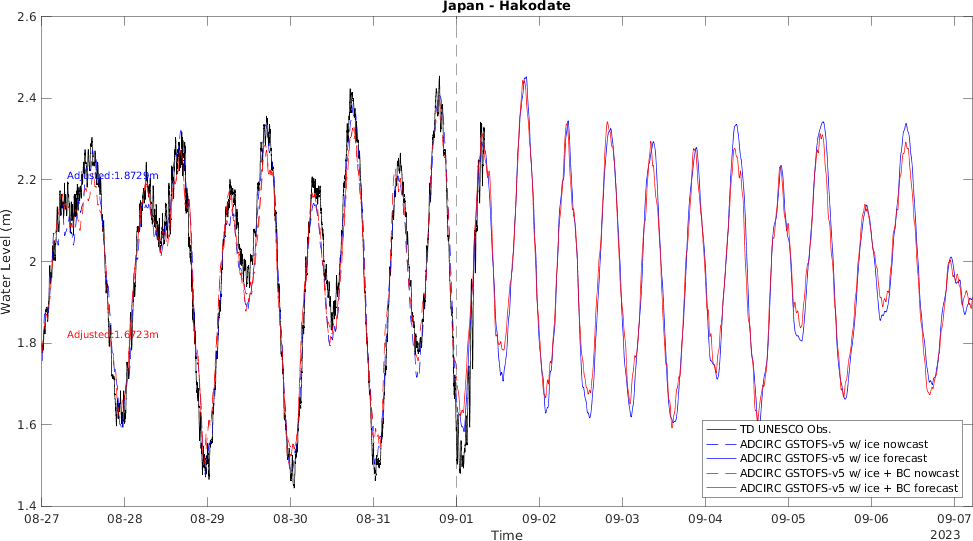 Japan - Hakodate
2.6
2.4
2.2
2
1.8
1.6
1.4
Water Level (m)
Adjusted:1.8729m
Adjusted:1.6723m
TD UNESCO Obs.
ADCIRC GSTOFS-v5 w/ ice nowcast
ADCIRC GSTOFS-v5 w/ ice forecast
ADCIRC GSTOFS-v5 w/ ice + BC nowcast
ADCIRC GSTOFS-v5 w/ ice + BC forecast
08-27 08-28 08-29 08-30 08-31 09-01 09-02 09-03 09-04 09-05 09-06 09-07
2023
Time